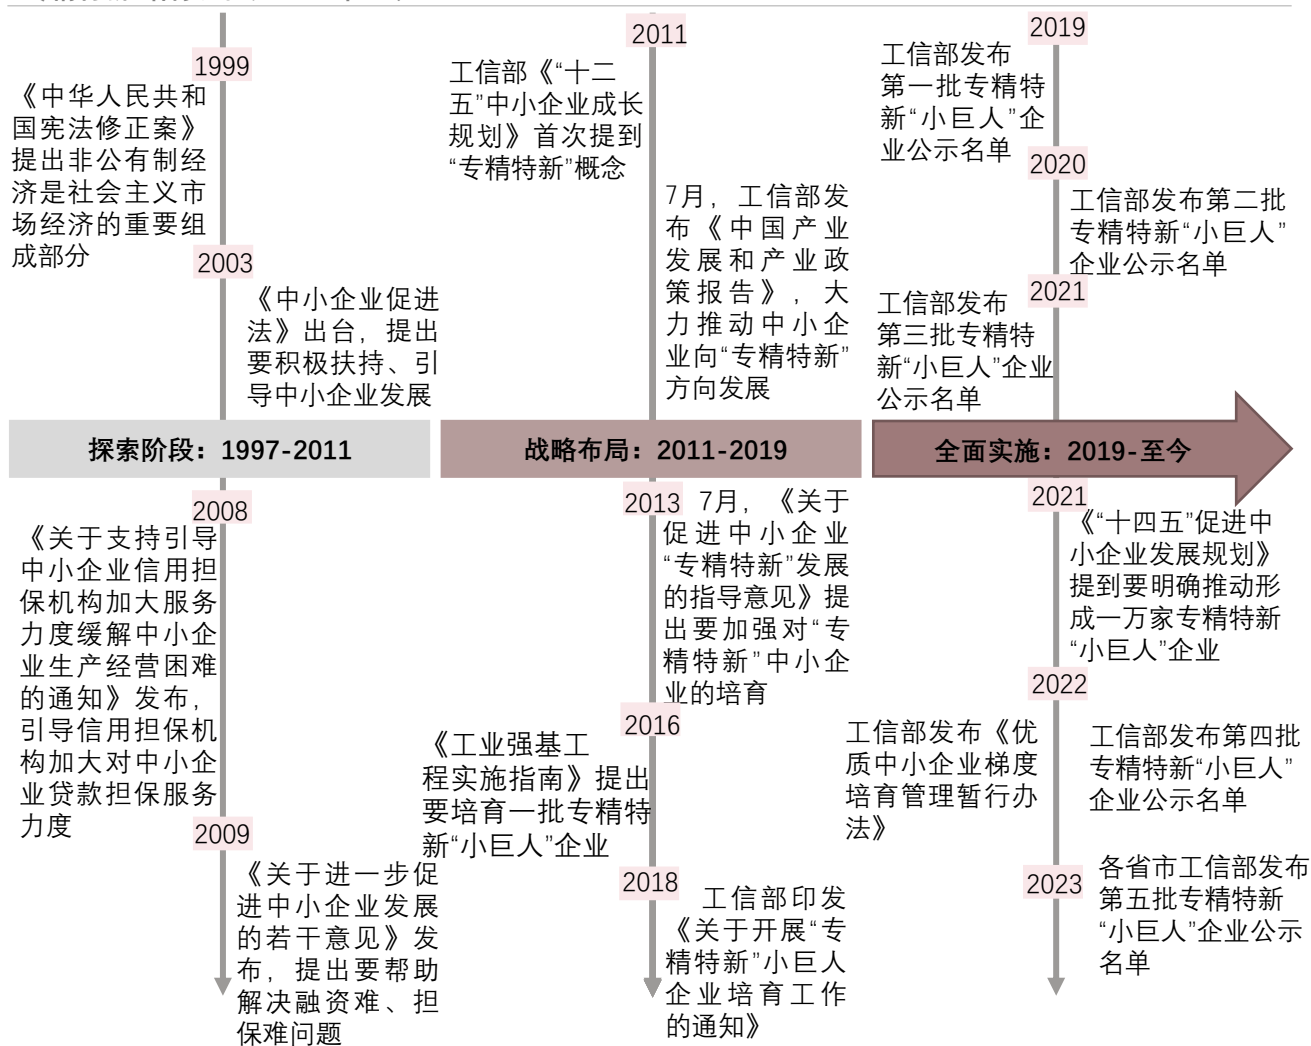 1999
《中华人民共和
国宪法修正案》
提出非公有制经
济是社会主义市
场经济的重要组
成部分
2003
《中小企业促进
法》出台，提出
要积极扶持、引
导中小企业发展
探索阶段：1997-2011
2008
《关于支持引导
中小企业信用担
保机构加大服务
力度缓解中小企
业生产经营困难
的通知》发布，
引导信用担保机
构加大对中小企
业贷款担保服务
力度
2009
《关于进一步促
进中小企业发展
的若干意见》发
布，提出要帮助
解决融资难、担
保难问题
2011
工信部《“十二
五”中小企业成长
规划》首次提到
“专精特新”概念
7月，工信部发
布《中国产业
发展和产业政
策报告》，大
力推动中小企
业向“专精特新”
方向发展
战略布局：2011-2019
2013
7月，《关于
促进中小企业
“专精特新”发展
的指导意见》提
出要加强对“专
精特新”中小企
业的培育
2016
《工业强基工
程实施指南》提出
要培育一批专精特
新“小巨人”企业
2018
工信部印发
《关于开展“专
精特新”小巨人
企业培育工作
的通知》
2019
工信部发布
第一批专精特
新“小巨人”企
业公示名单
2020
工信部发布第二批
专精特新“小巨人”
企业公示名单
2021
工信部发布
第三批专精特
新“小巨人”企业
公示名单
全面实施：2019-至今
2021
《“十四五”促进中
小企业发展规划》
提到要明确推动形
成一万家专精特新
“小巨人”企业
2022
工信部发布《优
质中小企业梯度
培育管理暂行办
法》
工信部发布第四批
专精特新“小巨人”
企业公示名单
2023
各省市工信部发布
第五批专精特新
“小巨人”企业公示
名单